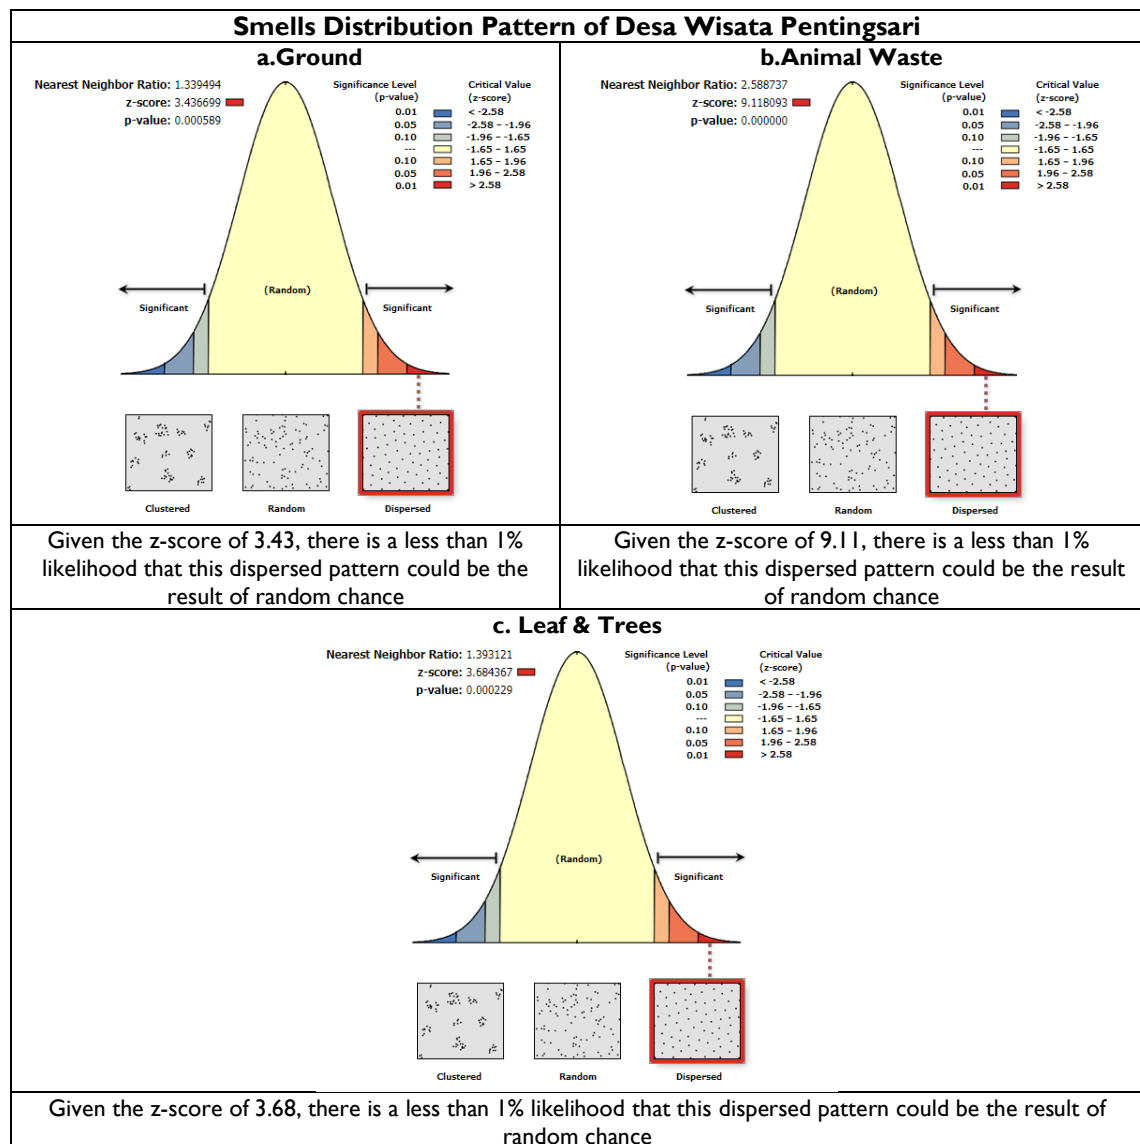 Smells Distribution Pattern of Desa Wisata Pentingsari
a.Ground
Nearest Neighbor Ratio: 1.339494
z-score: 3.436699
p-value: 0.000589
Significance Level
(p-value)
Critical Value
(z-score)
0.01 < -2.58
0.05 -2.58 – -1.96
0.10 -1.96 – -1.65
--- -1.65 – 1.65
0.10 1.65 – 1.96
0.05 1.96 – 2.58
0.01 > 2.58
(Random)
Significant Significant
Clustered Random Dispersed
Given the z-score of 3.43, there is a less than 1%
likelihood that this dispersed pattern could be the
result of random chance
b.Animal Waste
Nearest Neighbor Ratio: 2.588737
z-score: 9.118093
p-value: 0.000000
Significance Level
(p-value)
Critical Value
(z-score)
0.01 < -2.58
0.05 -2.58 – -1.96
0.10 -1.96 – -1.65
--- -1.65 – 1.65
0.10 1.65 – 1.96
0.05 1.96 – 2.58
0.01 > 2.58
(Random)
Significant Significant
Clustered Random Dispersed
Given the z-score of 9.11, there is a less than 1%
likelihood that this dispersed pattern could be the result
of random chance
c. Leaf & Trees
Nearest Neighbor Ratio: 1.393121
z-score: 3.684367
p-value: 0.000229
Significance Level
(p-value)
Critical Value
(z-score)
0.01 < -2.58
0.05 -2.58 – -1.96
0.10 -1.96 – -1.65
--- -1.65 – 1.65
0.10 1.65 – 1.96
0.05 1.96 – 2.58
0.01 > 2.58
(Random)
Significant Significant
Clustered Random Dispersed
Given the z-score of 3.68, there is a less than 1% likelihood that this dispersed pattern could be the result of
random chance